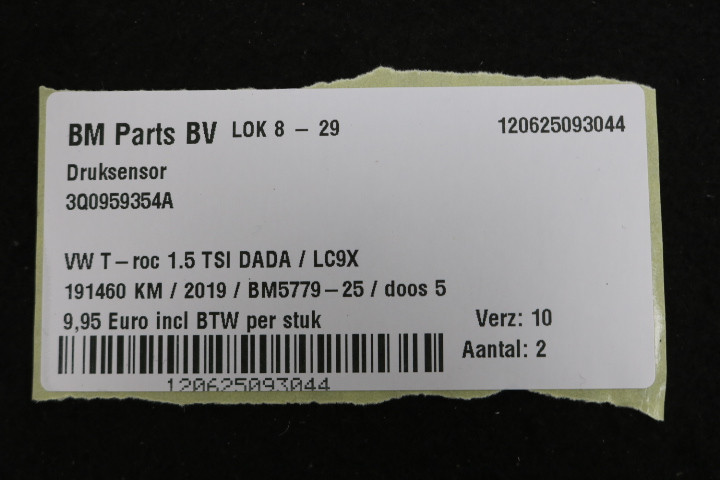 BM Parts BV LOK 8 - 29 120625093044
Druksensor
3Q0959354A
VW T-roc 1.5 TSI DADA / LC9X
191460 KM / 2019 / BM5779-25 / doos 5
9,95 Euro incl BTW per stuk Verz: 10
Aantal: 2
120625093044